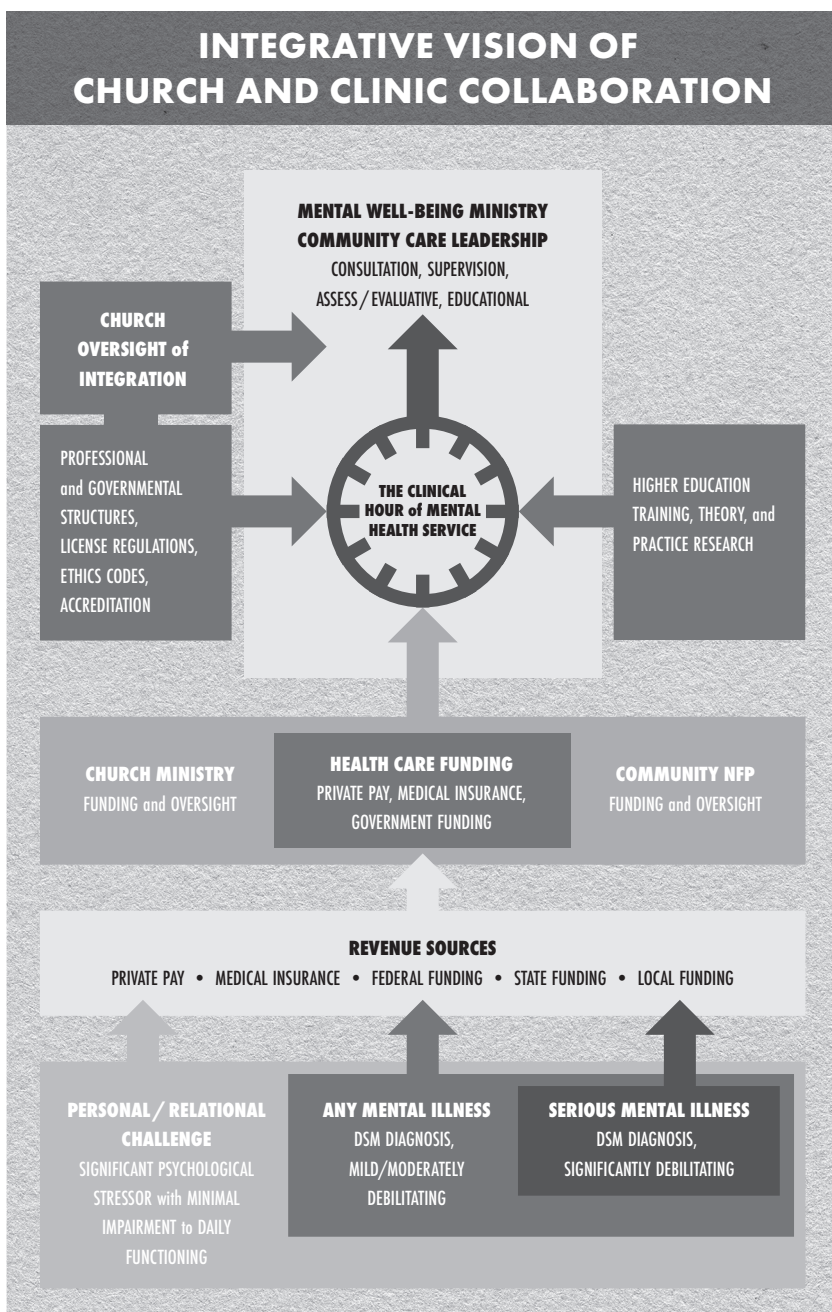 INTEGRATIVE VISION OF
CHURCH AND CLINIC COLLABORATION
MENTAL WELL-BEING MINISTRY
COMMUNITY CARE LEADERSHIP
CONSULTATION, SUPERVISION,
ASSESS/EVALUATIVE, EDUCATIONAL
CHURCH
OVERSIGHT of
INTEGRATION
PROFESSIONAL
and GOVERNMENTAL
STRUCTURES,
LICENSE REGULATIONS,
ETHICS CODES,
ACCREDITATION
THE CLINICAL
HOUR of MENTAL
HEALTH SERVICE
HIGHER EDUCATION
TRAINING, THEORY, and
PRACTICE RESEARCH
CHURCH MINISTRY
FUNDING and OVERSIGHT
HEALTH CARE FUNDING
PRIVATE PAY, MEDICAL INSURANCE,
GOVERNMENT FUNDING
COMMUNITY NFP
FUNDING and OVERSIGHT
REVENUE SOURCES
PRIVATE PAY • MEDICAL INSURANCE • FEDERAL FUNDING • STATE FUNDING • LOCAL FUNDING
PERSONAL / RELATIONAL
CHALLENGE
SIGNIFICANT PSYCHOLOGICAL
STRESSOR with MINIMAL
IMPAIRMENT to DAILY
FUNCTIONING
ANY MENTAL ILLNESS
DSM DIAGNOSIS,
MILD/MODERATELY
DEBILITATING
SERIOUS MENTAL ILLNESS
DSM DIAGNOSIS,
SIGNIFICANTLY DEBILITATING